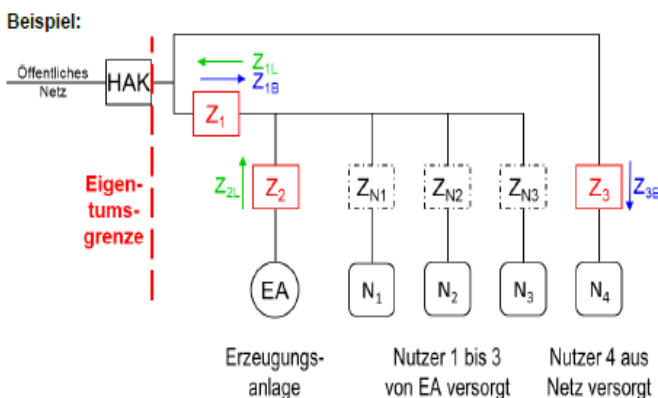 Beispiel:
Öffentliches
Netz
HAK
Z1L
Z1B
Z1
Eigen-
tums-
grenze
Z2L
Z2
ZN1
ZN2
ZN3
Z3
Z3B
EA
N1
N2
N3
N4
Erzeugungs-
anlage
Nutzer 1 bis 3
von EA versorgt
Nutzer 4 aus
Netz versorgt